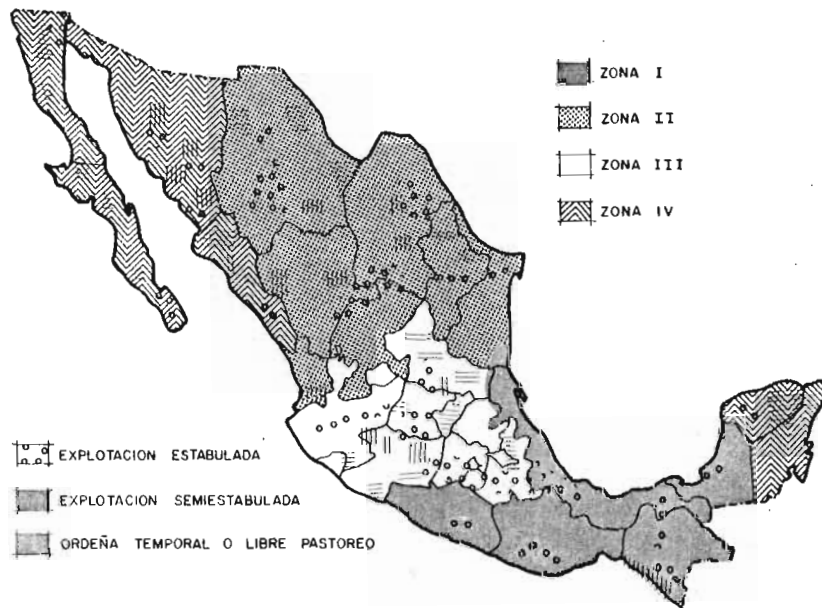 ZONA I
ZONA II
ZONA III
ZONA IV
EXPLOTACION ESTABULADA
EXPLOTACION SEMIESTABULADA
ORDEÑA TEMPORAL O LIBRE PASTOREO